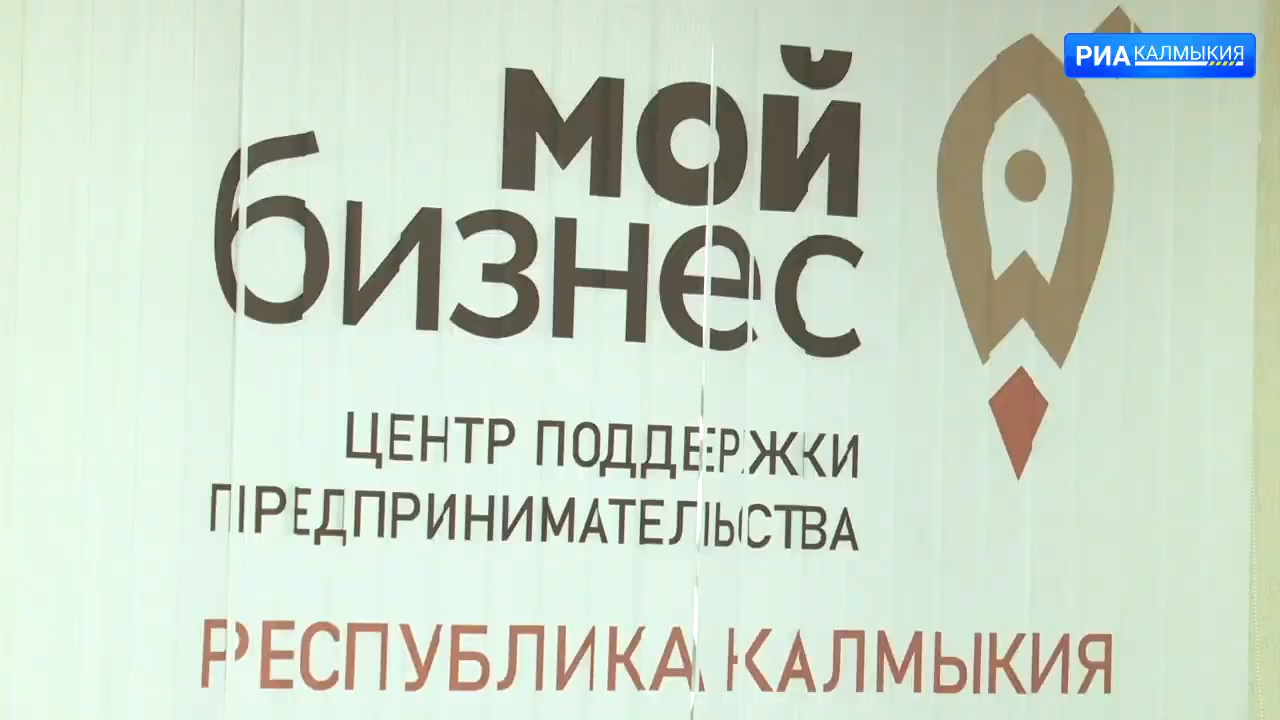 РИА КАЛМЫКИЯ
мой
бизнес
ЦЕНТР ПОДДЕРЖКИ
ПРЕДПРИНИМАТЕЛЬСТВА
РЕСПУБЛИКА КАЛМЫКИЯ